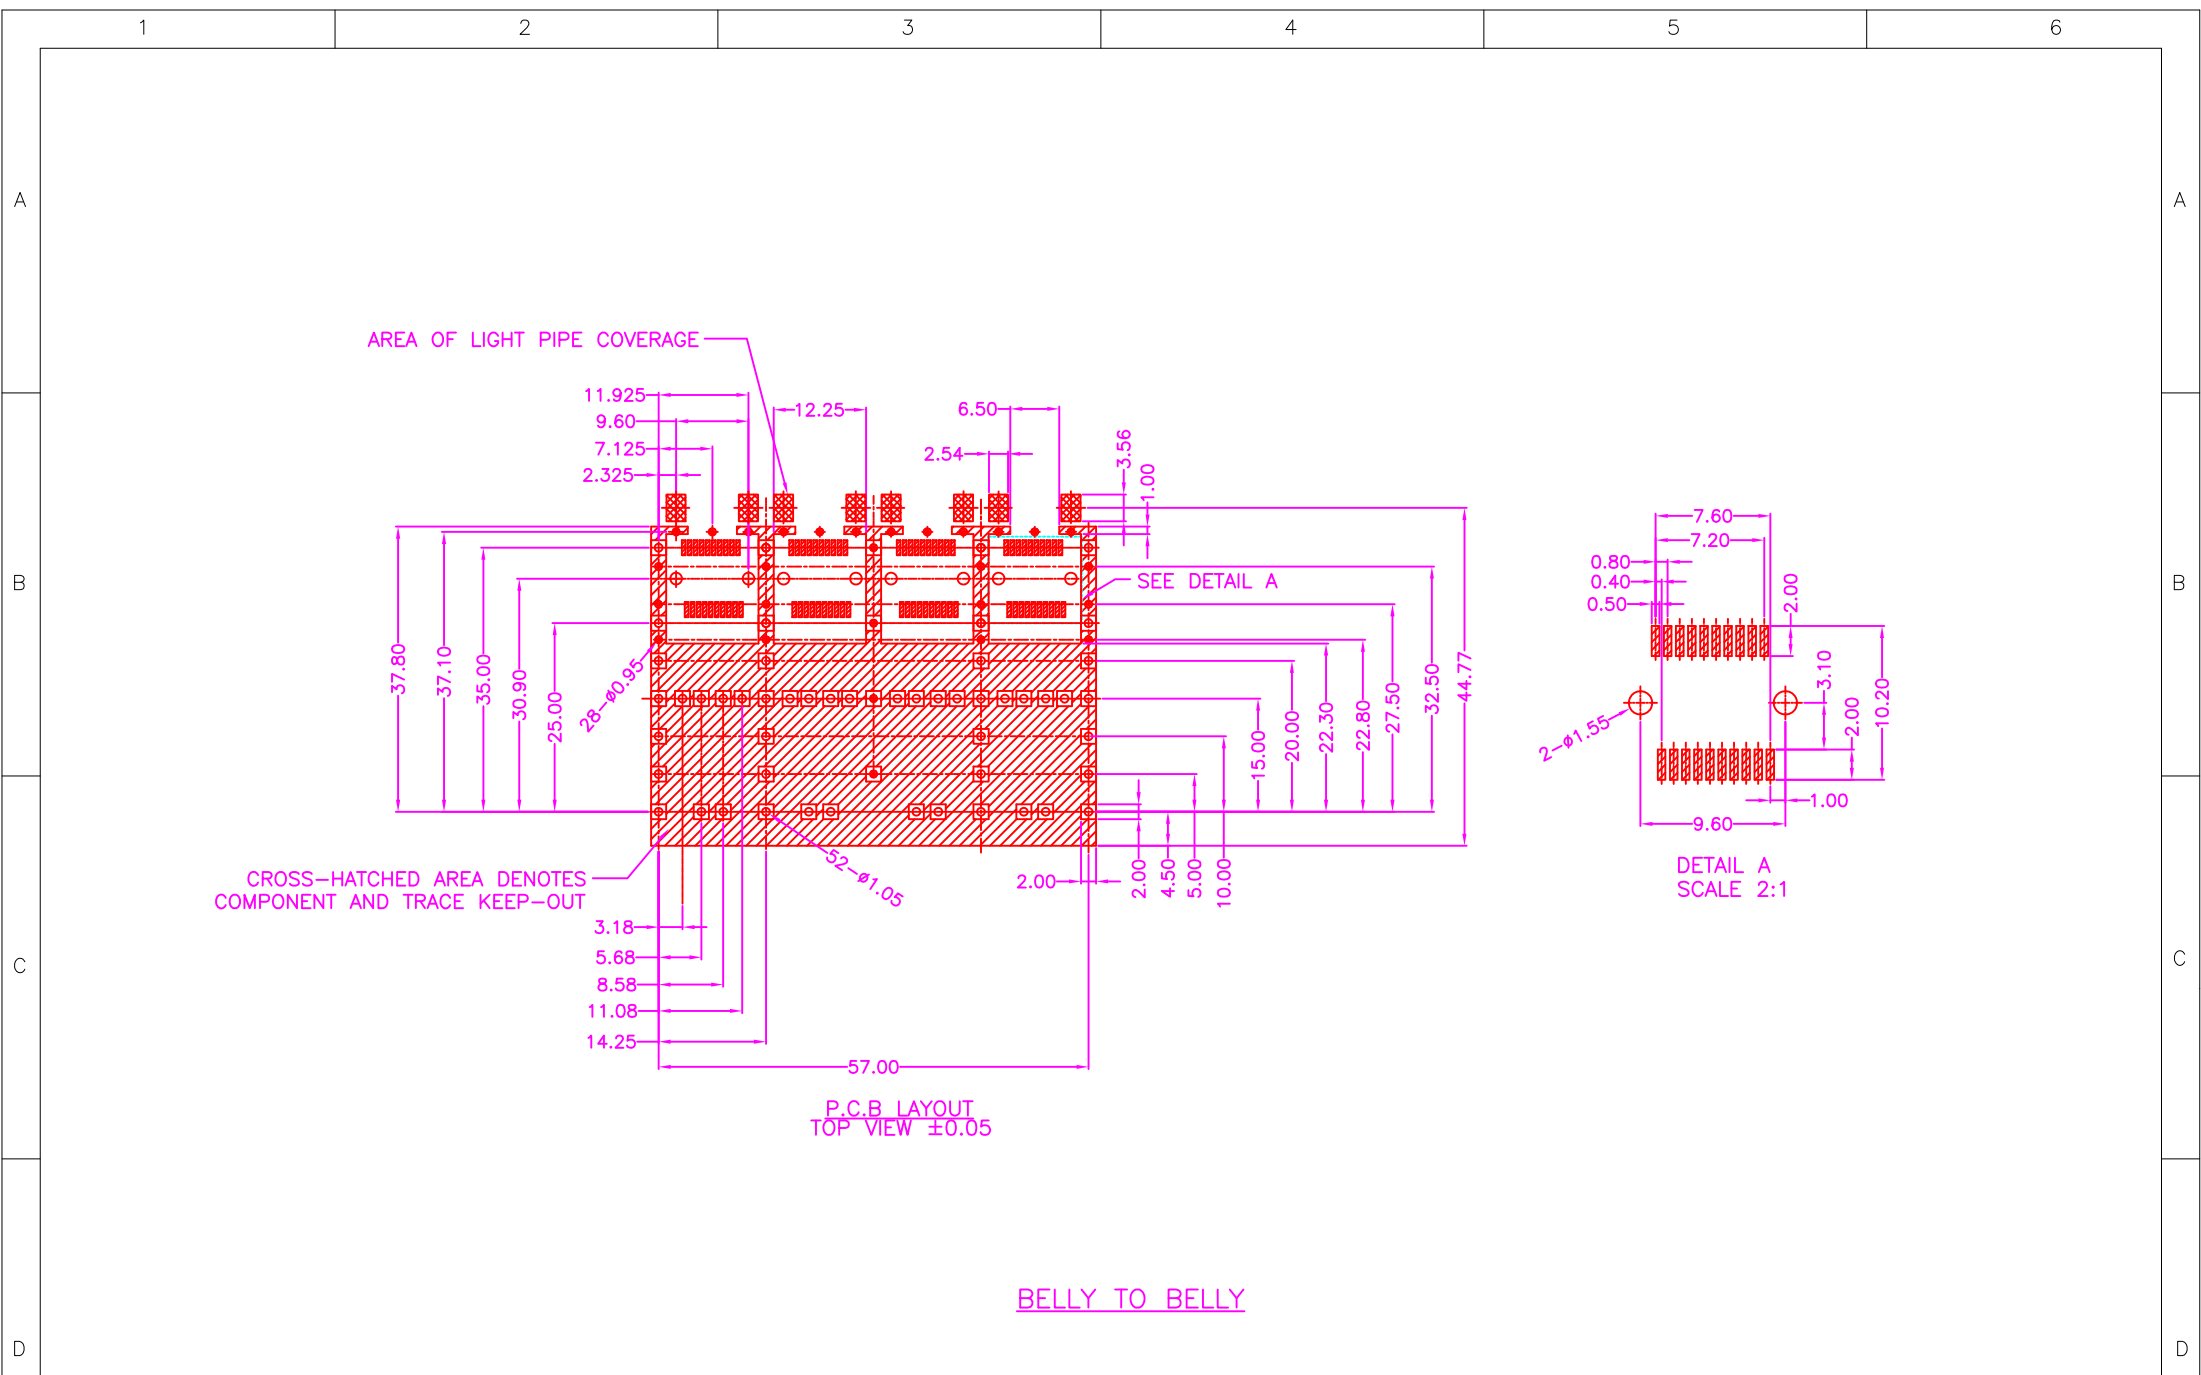 1 2 3 4 5 6
A A
AREA OF LIGHT PIPE COVERAGE
11.925
12.25
6.50
9.60
7.125
2.54
3.56
2.325
1.00
7.60
7.20
0.80
B B
SEE DETAIL A
0.40
0.50
2.00
37.80
37.10
35.00
30.90
25.00
28-ø0.95
15.00
20.00
22.30
22.80
27.50
32.50
44.77
3.10
2.00
10.20
2-ø1.55
1.00
9.60
52-ø1.05
2.00
2.00
4.50
5.00
10.00
DETAIL A
SCALE 2:1
CROSS-HATCHED AREA DENOTES
COMPONENT AND TRACE KEEP-OUT
3.18
5.68
C C
8.58
11.08
14.25
57.00
P.C.B LAYOUT
TOP VIEW ±0.05
BELLY TO BELLY
D D